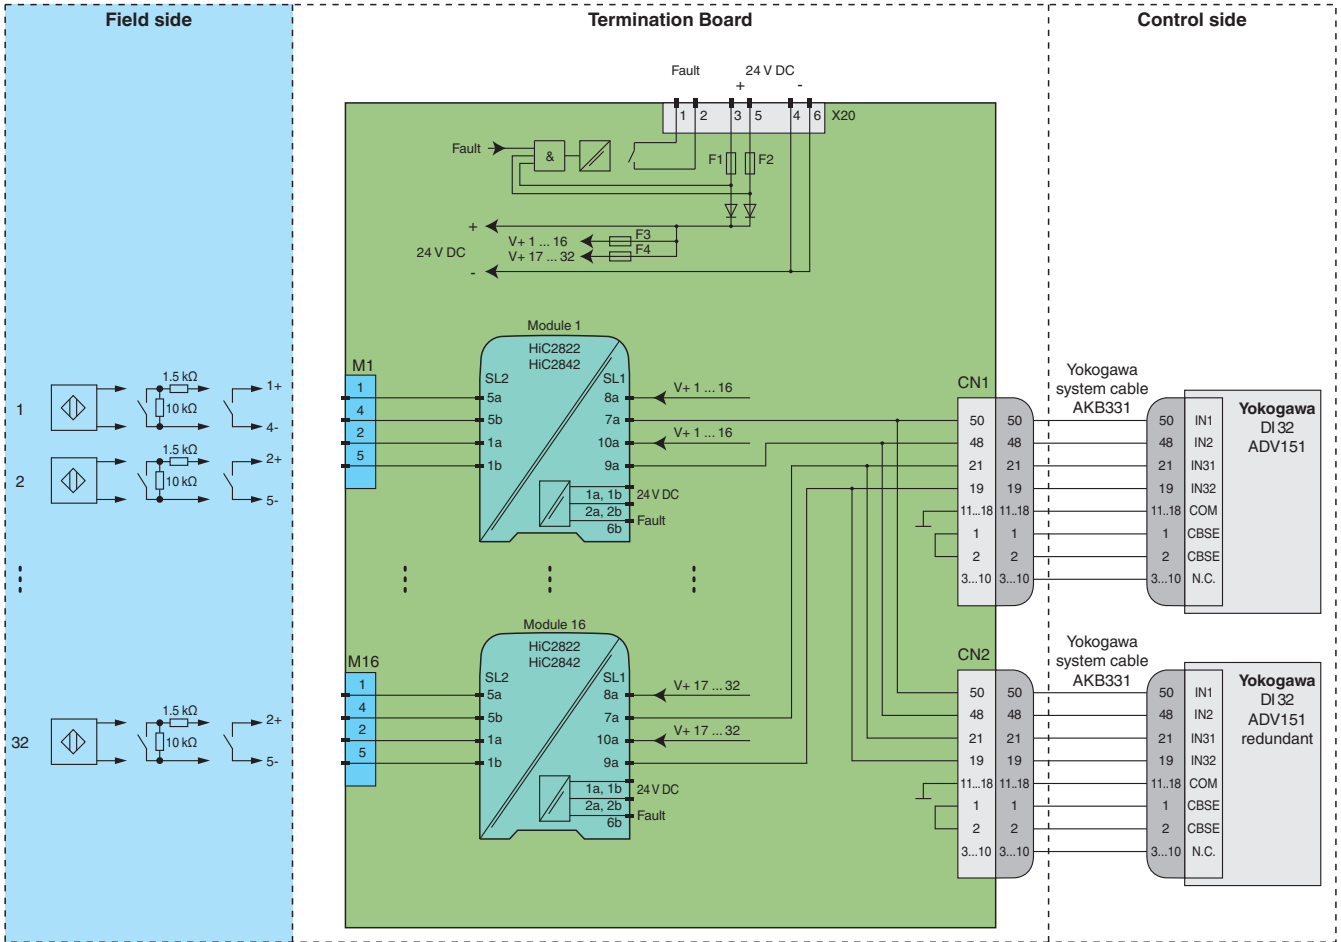 Field side
Termination Board
Control side
Fault
24 V DC
+
-
1
2
3
5
4
6
X20
Fault
&
F1
F2
+
24 V DC
-
V+ 1 ... 16
V+ 17 ... 32
F3
F4
1
1.5 kΩ
10 kΩ
1+
4-
2
1.5 kΩ
10 kΩ
2+
5-
32
1.5 kΩ
10 kΩ
2+
5-
M1
1
4
2
5
Module 1
HiC2822
HiC2842
SL2
SL1
5a
5b
1a
1b
8a
7a
10a
9a
V+ 1 ... 16
V+ 1 ... 16
1a, 1b
2a, 2b
6b
24 V DC
Fault
M16
1
4
2
5
Module 16
HiC2822
HiC2842
SL2
SL1
5a
5b
1a
1b
8a
7a
10a
9a
V+ 17 ... 32
V+ 17 ... 32
1a, 1b
2a, 2b
6b
24 V DC
Fault
CN1
Yokogawa
system cable
AKB331
50 50 50 IN1
48 48 48 IN2
21 21 21 IN31
19 19 19 IN32
11..18 11..18 11..18 COM
1 1 1 CBSE
2 2 2 CBSE
3...10 3...10 3...10 N.C.
Yokogawa
DI 32
ADV151
CN2
Yokogawa
system cable
AKB331
50 50 50 IN1
48 48 48 IN2
21 21 21 IN31
19 19 19 IN32
11..18 11..18 11..18 COM
1 1 1 CBSE
2 2 2 CBSE
3...10 3...10 3...10 N.C.
Yokogawa
DI 32
ADV151
redundant